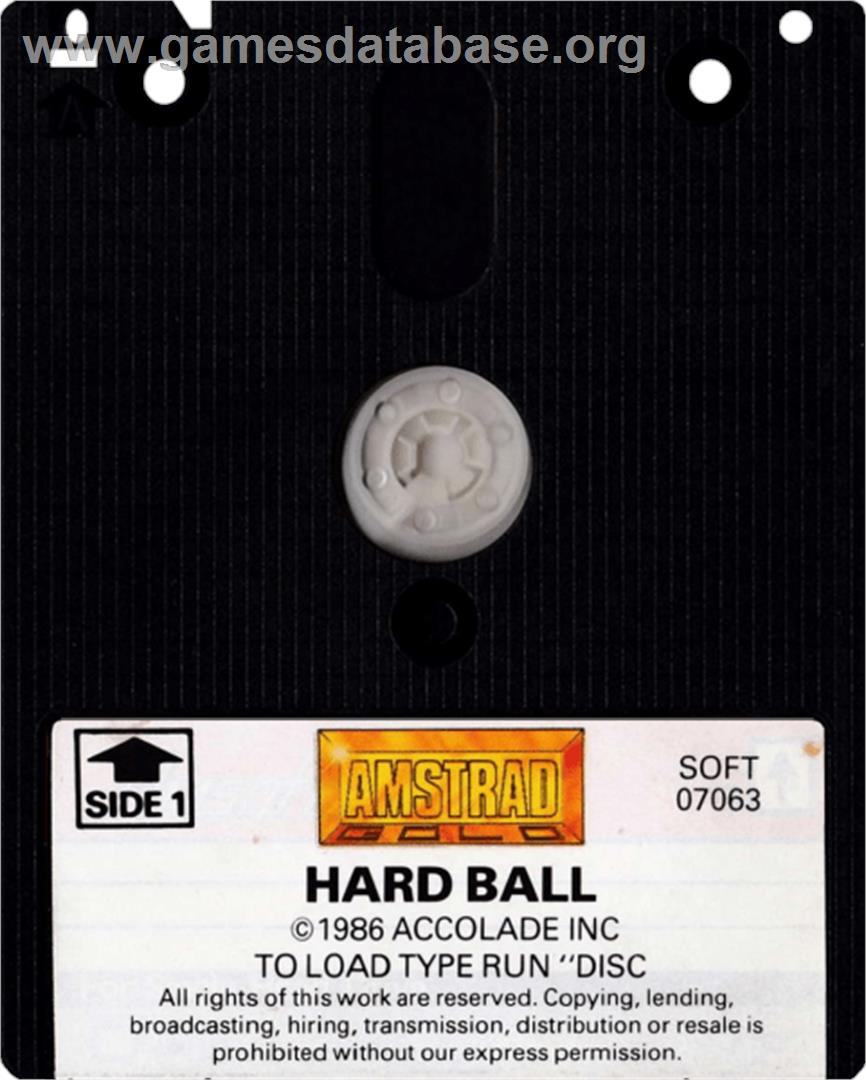 www.gamesdatabase.org
SIDE 1
AMSTRAD
GOLD
SOFT
07063
HARD BALL
©1986 ACCOLADE INC
TO LOAD TYPE RUN "DISC
All rights of this work are reserved. Copying, lending,
broadcasting, hiring, transmission, distribution or resale is
prohibited without our express permission.